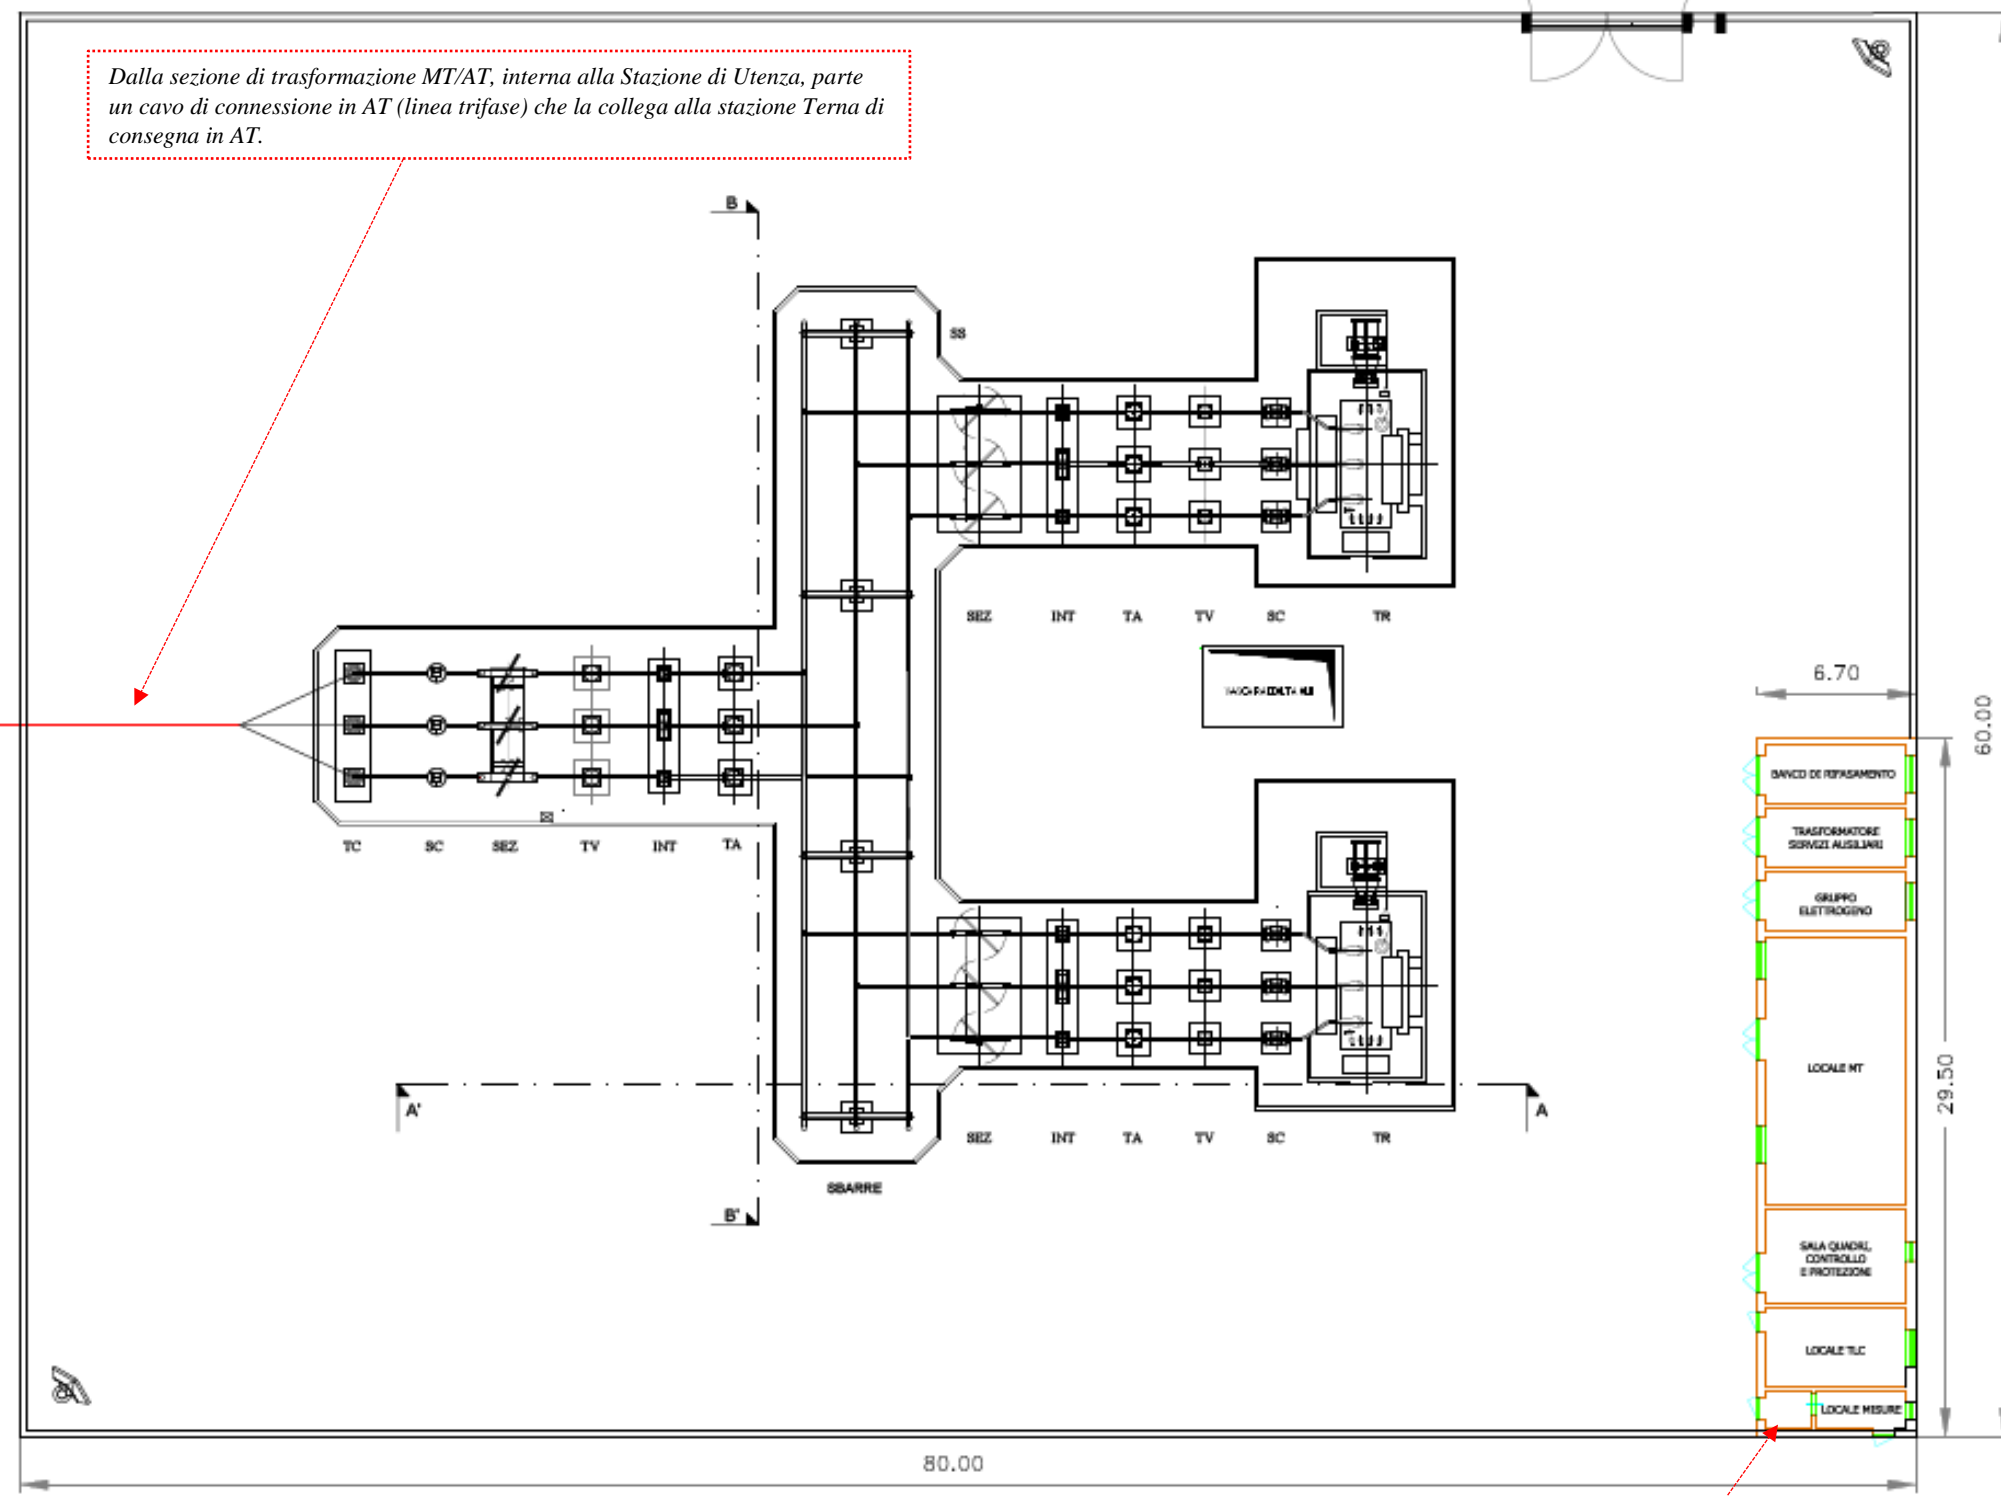 Dalla sezione di trasformazione MT/AT, interna alla Stazione di Utenza, parte
un cavo di connessione in AT (linea trifase) che la collega alla stazione Terna di
consegna in AT.
B
SS
SEZ INT TA TV SC TR
VASCA RACCOLTA OLII
6.70
60.00
BANCO DI RIFASAMENTO
TRASFORMATORE
SERVIZI AUSILIARI
TC SC SEZ TV INT TA
GRUPPO
ELETTROGENO
LOCALE MT
29.50
A'
A
SEZ INT TA TV SC TR
SBARRE
B'
SALA QUADRI,
CONTROLLO
E PROTEZIONE
LOCALE TLC
LOCALE MISURE
80.00